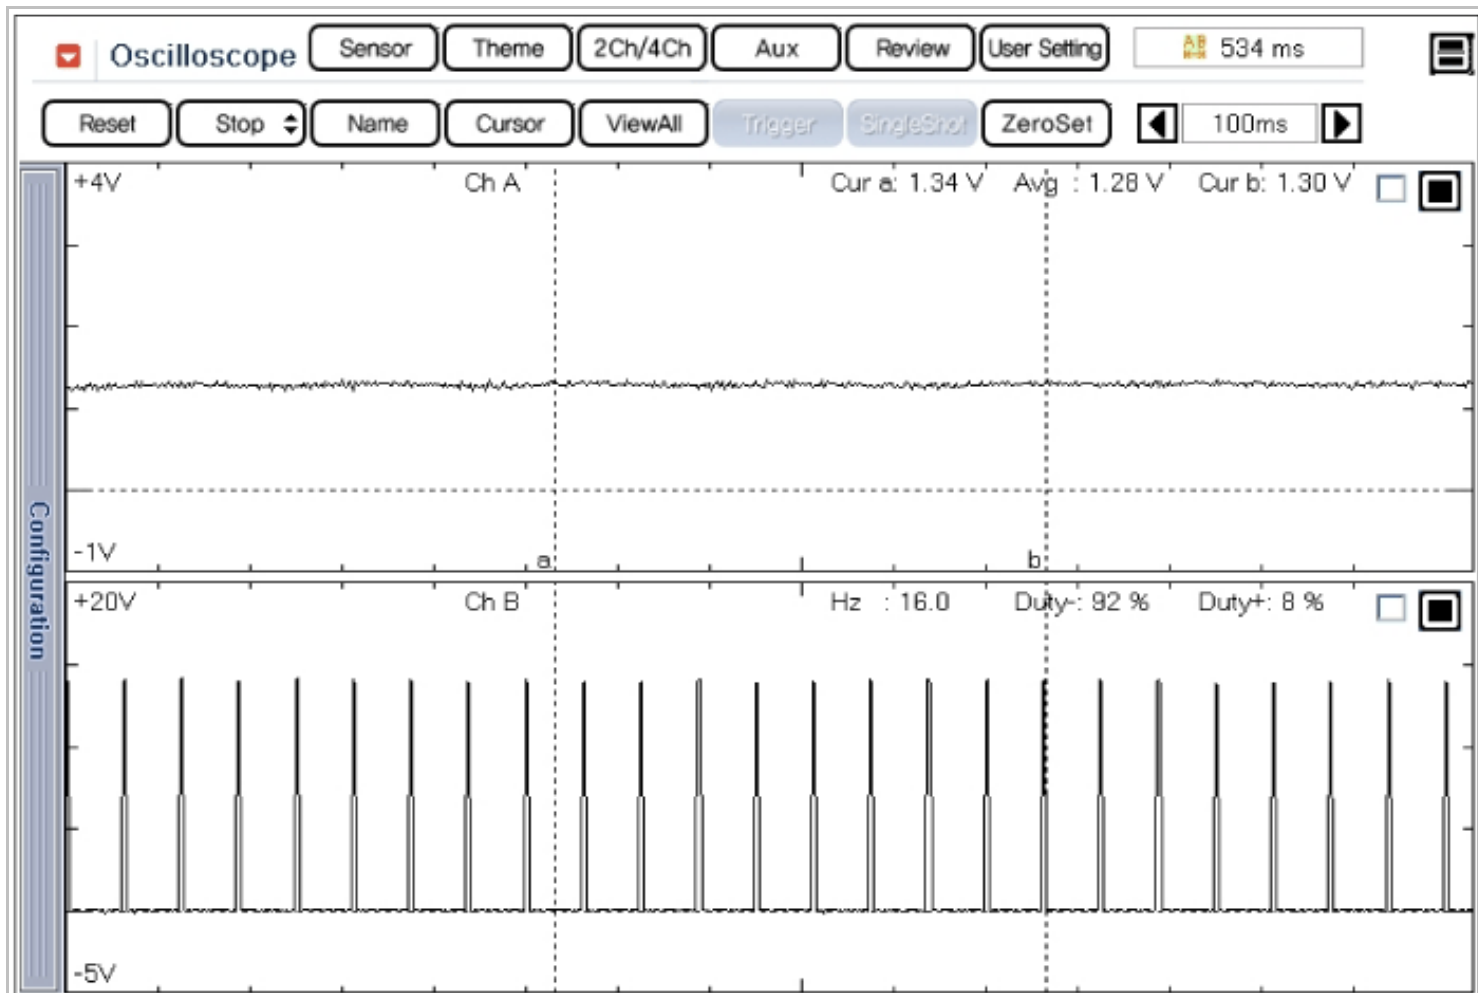 Oscilloscope Sensor Theme 2Ch/4Ch Aux Review User Setting AB 534 ms
Reset Stop Name Cursor ViewAll Trigger SingleShot ZeroSet 100ms
Configuration
+4V Ch A Cur a: 1.34 V Avg : 1.28 V Cur b: 1.30 V
-1V a b
+20V Ch B Hz : 16.0 Duty-: 92 % Duty+: 8 %
-5V